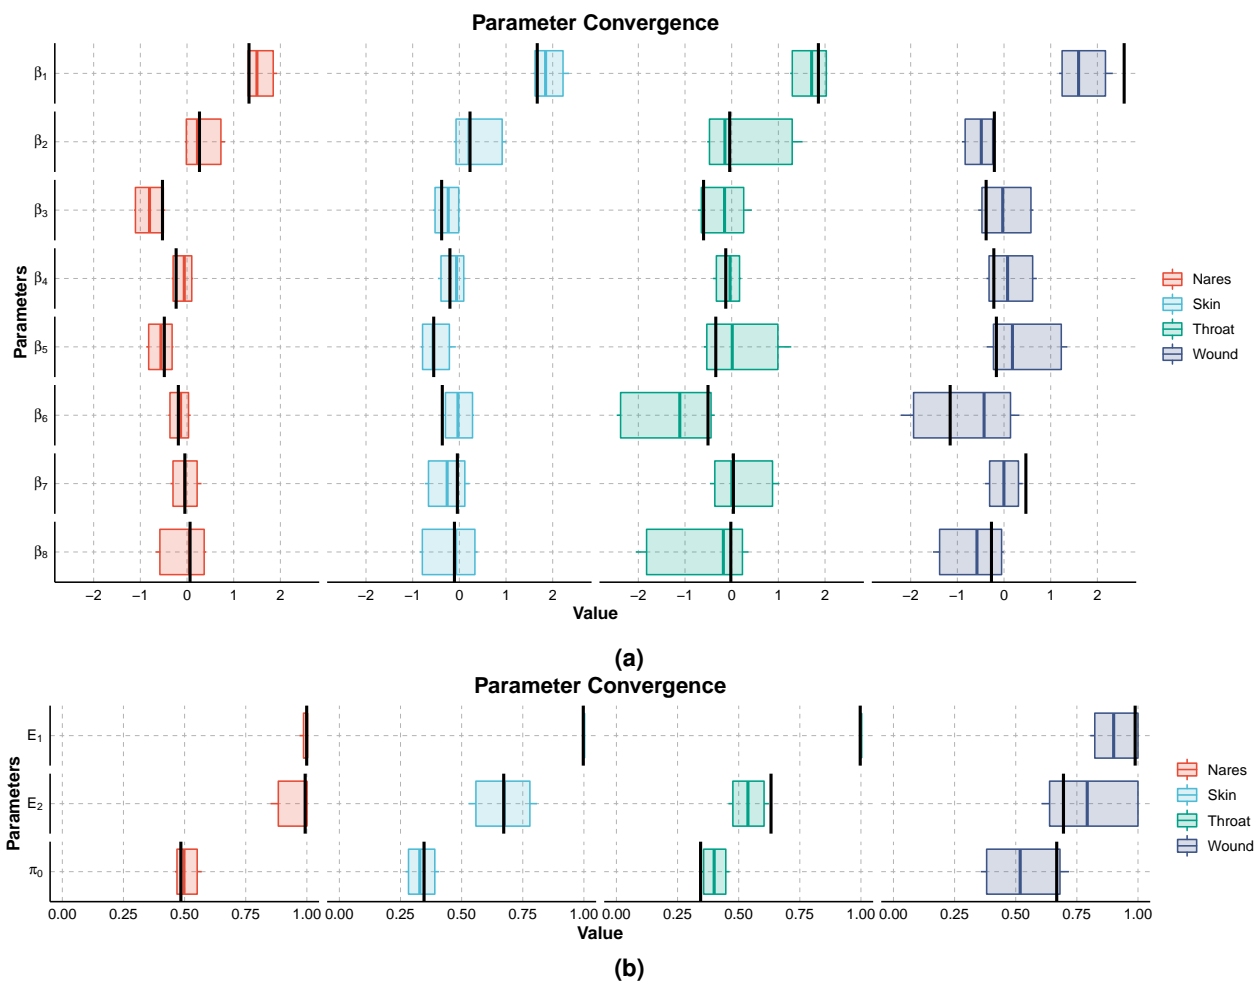 Parameter Convergence
Parameters
β1
β2
β3
β4
β5
β6
β7
β8
−2 −1 0 1 2 −2 −1 0 1 2 −2 −1 0 1 2 −2 −1 0 1 2
Value
Nares
Skin
Throat
Wound
(a)
Parameter Convergence
Parameters
E1
E2
π0
0.00 0.25 0.50 0.75 1.00 0.00 0.25 0.50 0.75 1.00 0.00 0.25 0.50 0.75 1.00 0.00 0.25 0.50 0.75 1.00
Value
Nares
Skin
Throat
Wound
(b)